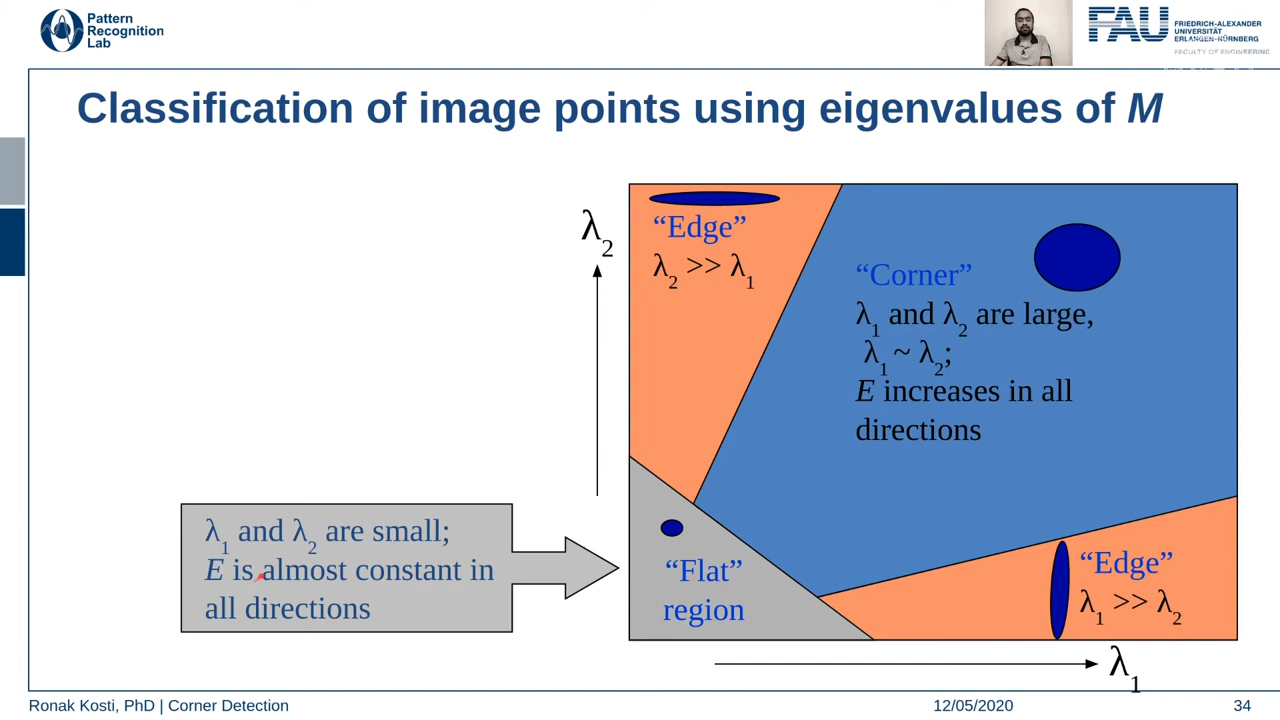 Pattern
Recognition
Lab
FAU
FRIEDRICH-ALEXANDER
UNIVERSITÄT
ERLANGEN-NÜRNBERG
FACULTY OF ENGINEERING
Classification of image points using eigenvalues of M
λ2
“Edge”
λ2 >> λ1
“Corner”
λ1 and λ2 are large,
λ1 ~ λ2;
E increases in all
directions
λ1 and λ2 are small;
E is almost constant in
all directions
“Flat”
region
“Edge”
λ1 >> λ2
λ1
Ronak Kosti, PhD | Corner Detection
12/05/2020
34